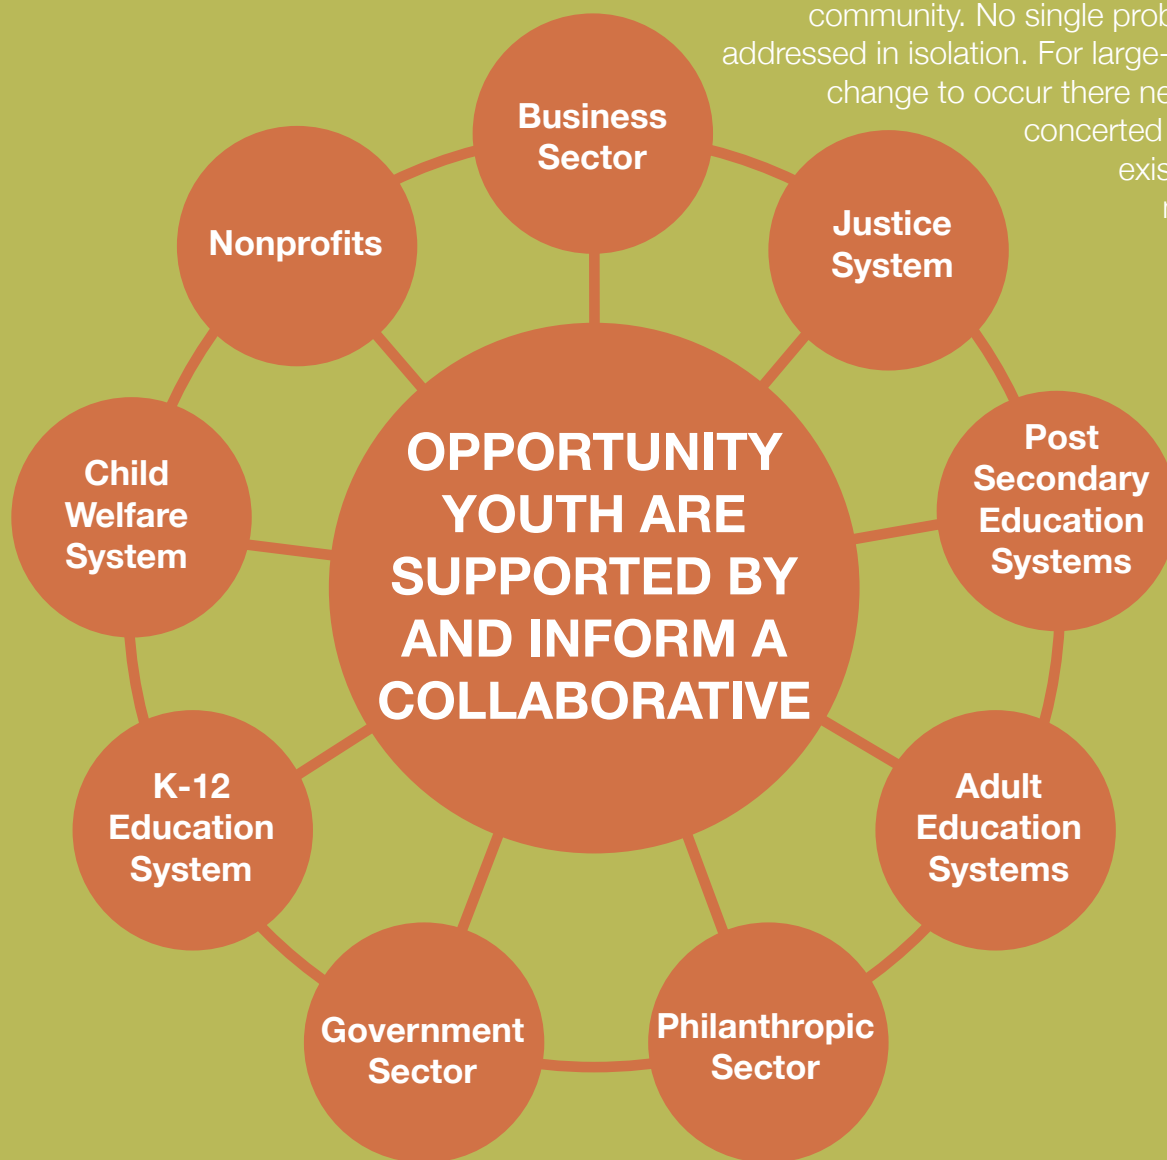 community. No single prob
addressed in isolation. For large-
change to occur there ne
concerted
exis
Business
Sector
Nonprofits
Justice
System
Child
Welfare
System
Post
Secondary
Education
Systems
OPPORTUNITY
YOUTH ARE
SUPPORTED BY
AND INFORM A
COLLABORATIVE
K-12
Education
System
Adult
Education
Systems
Government
Sector
Philanthropic
Sector